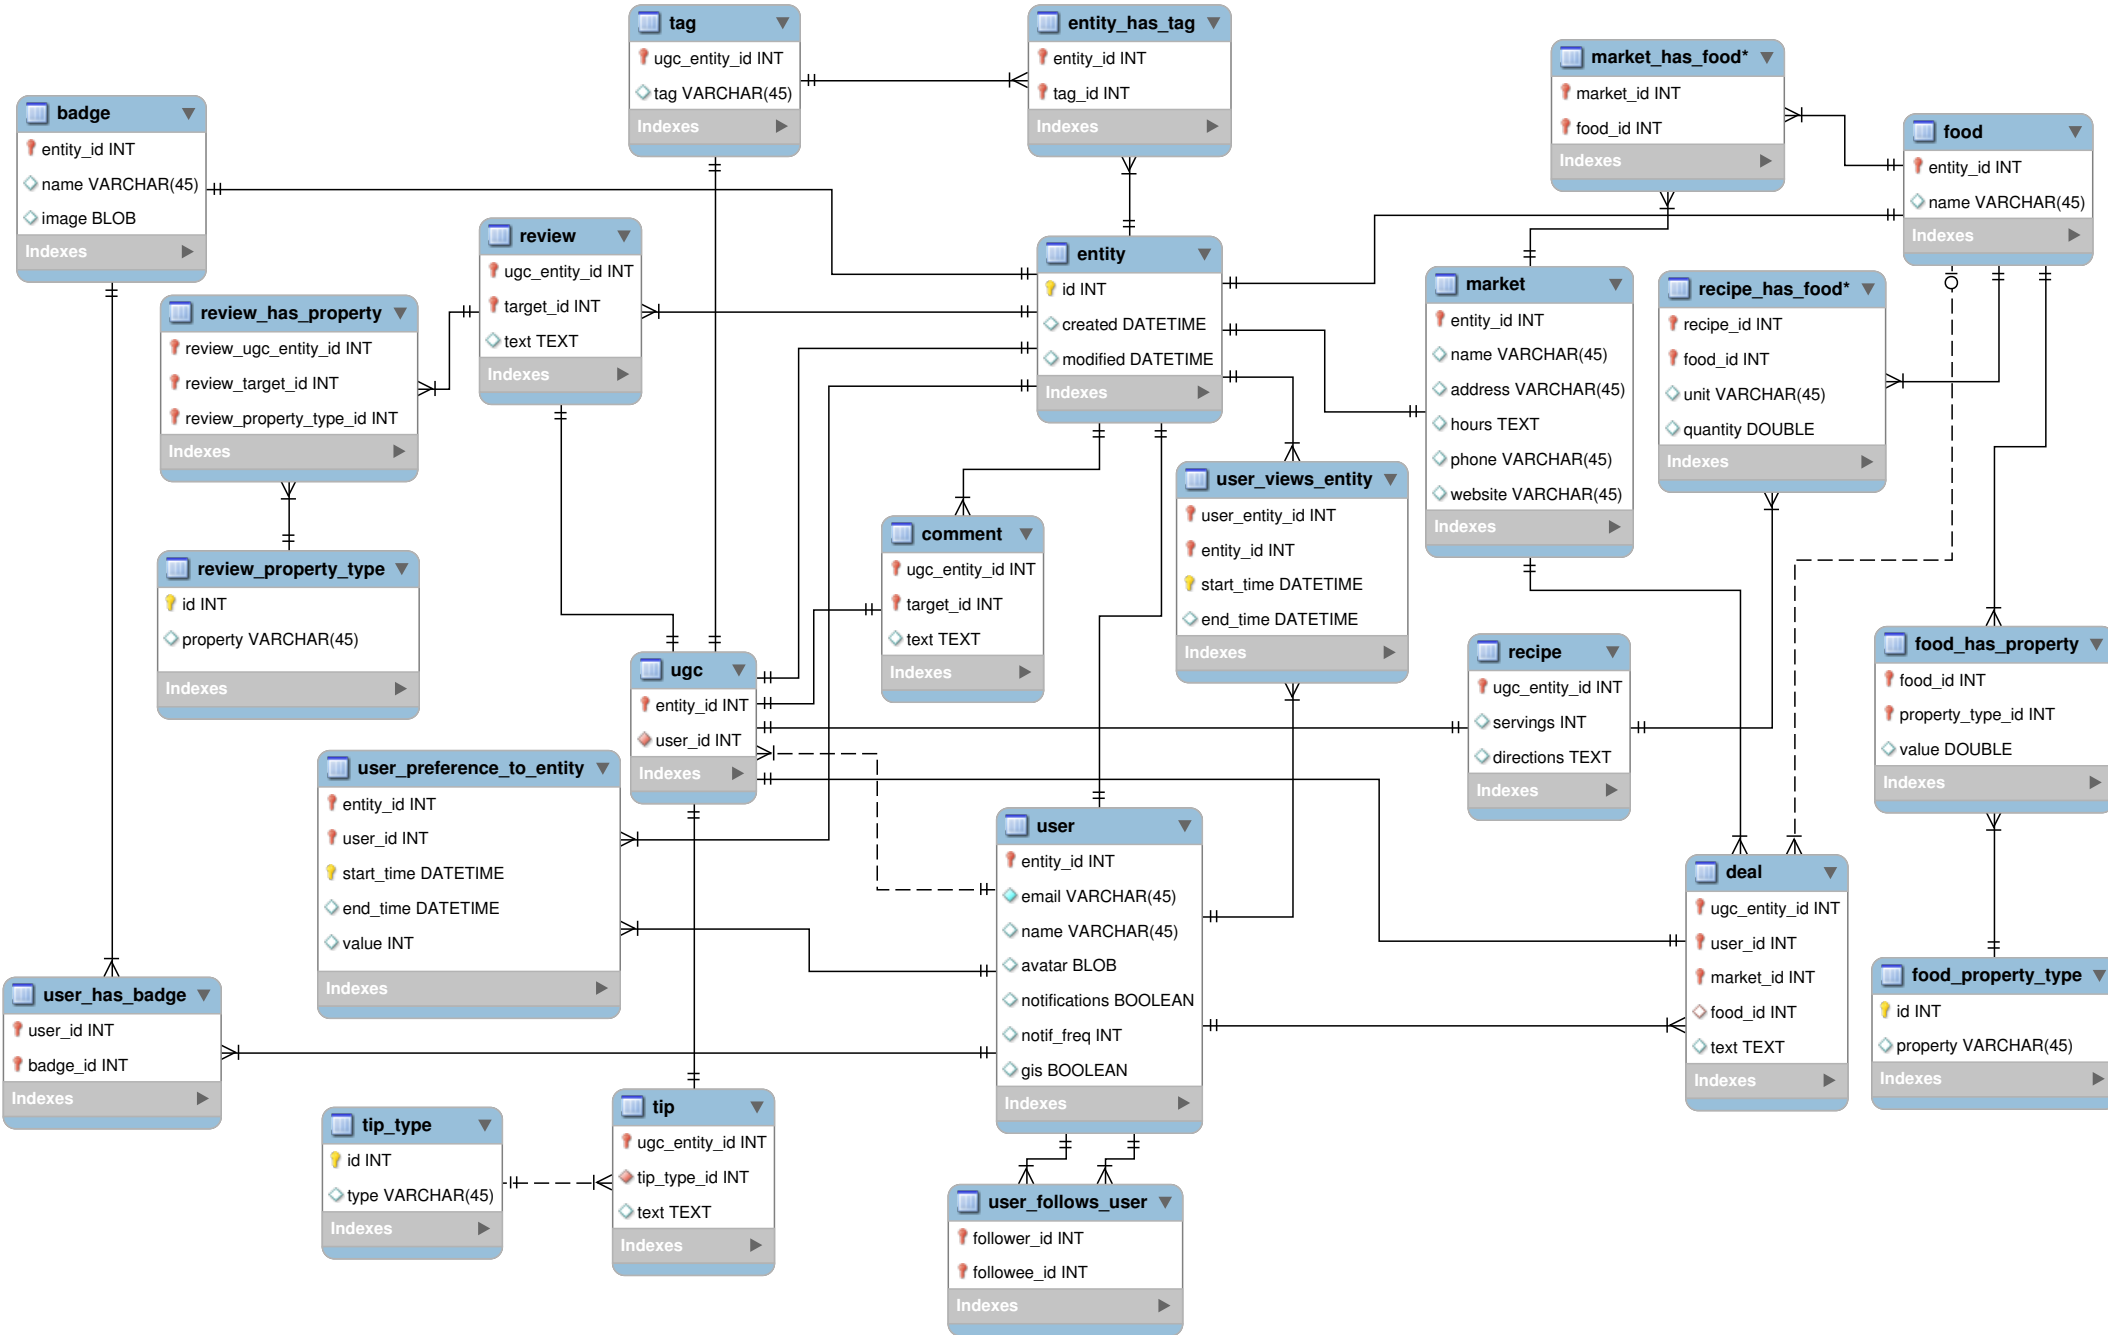 tag
ugc_entity_id INT
tag VARCHAR(45)
Indexes
entity_has_tag
entity_id INT
tag_id INT
Indexes
market_has_food*
market_id INT
food_id INT
Indexes
badge
entity_id INT
name VARCHAR(45)
image BLOB
Indexes
food
entity_id INT
name VARCHAR(45)
Indexes
review
ugc_entity_id INT
target_id INT
text TEXT
Indexes
entity
id INT
created DATETIME
modified DATETIME
Indexes
market
entity_id INT
name VARCHAR(45)
address VARCHAR(45)
hours TEXT
phone VARCHAR(45)
website VARCHAR(45)
Indexes
recipe_has_food*
recipe_id INT
food_id INT
unit VARCHAR(45)
quantity DOUBLE
Indexes
review_has_property
review_ugc_entity_id INT
review_target_id INT
review_property_type_id INT
Indexes
user_views_entity
user_entity_id INT
entity_id INT
start_time DATETIME
end_time DATETIME
Indexes
comment
ugc_entity_id INT
target_id INT
text TEXT
Indexes
review_property_type
id INT
property VARCHAR(45)
Indexes
ugc
entity_id INT
user_id INT
Indexes
recipe
ugc_entity_id INT
servings INT
directions TEXT
Indexes
food_has_property
food_id INT
property_type_id INT
value DOUBLE
Indexes
user_preference_to_entity
entity_id INT
user_id INT
start_time DATETIME
end_time DATETIME
value INT
Indexes
user
entity_id INT
email VARCHAR(45)
name VARCHAR(45)
avatar BLOB
notifications BOOLEAN
notif_freq INT
gis BOOLEAN
Indexes
deal
ugc_entity_id INT
user_id INT
market_id INT
food_id INT
text TEXT
Indexes
food_property_type
id INT
property VARCHAR(45)
Indexes
user_has_badge
user_id INT
badge_id INT
Indexes
tip_type
id INT
type VARCHAR(45)
Indexes
tip
ugc_entity_id INT
tip_type_id INT
text TEXT
Indexes
user_follows_user
follower_id INT
followee_id INT
Indexes